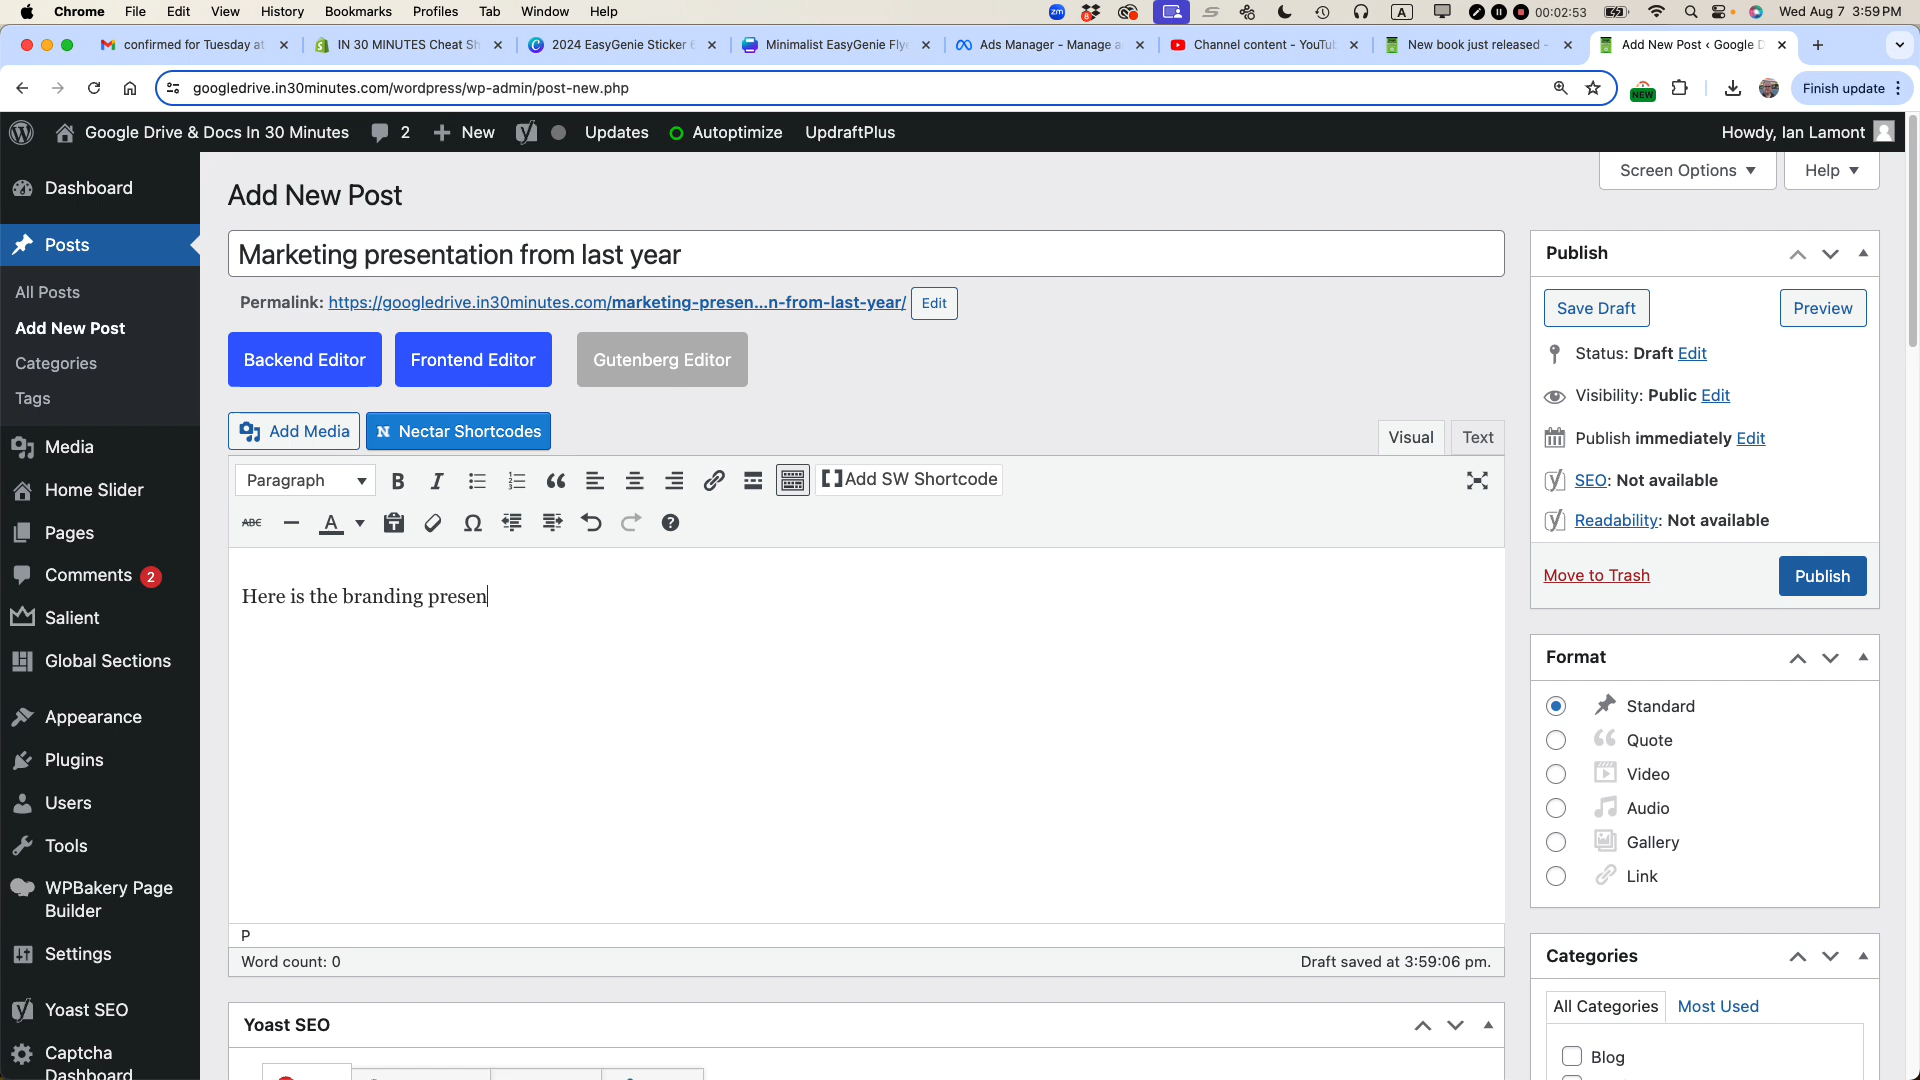 Chrome File Edit View History Bookmarks Profiles Tab Window Help
zm 8 A 00:02:53 Wed Aug 7 3:59 PM
confirmed for Tuesday at
IN 30 MINUTES Cheat Sh
2024 EasyGenie Sticker
Minimalist EasyGenie Fly
Ads Manager - Manage a
Channel content - YouTu
New book just released -
Add New Post ‹ Google D
googledrive.in30minutes.com/wordpress/wp-admin/post-new.php
NEW
Finish update
Google Drive & Docs In 30 Minutes 2 New Updates Autoptimize UpdraftPlus
Howdy, Ian Lamont
Dashboard
Posts
All Posts
Add New Post
Categories
Tags
Media
Home Slider
Pages
Comments 2
Salient
Global Sections
Appearance
Plugins
Users
Tools
WPBakery Page
Builder
Settings
Yoast SEO
Captcha
Dashboard
Screen Options
Help
Add New Post
Marketing presentation from last year
Permalink: https://googledrive.in30minutes.com/marketing-presen...n-from-last-year/ Edit
Backend Editor
Frontend Editor
Gutenberg Editor
Add Media
N Nectar Shortcodes
Visual
Text
Paragraph B I Add SW Shortcode
ABC A Ω ?
Here is the branding presen
P
Word count: 0
Draft saved at 3:59:06 pm.
Yoast SEO
Publish
Save Draft
Preview
Status: Draft Edit
Visibility: Public Edit
Publish immediately Edit
SEO: Not available
Readability: Not available
Move to Trash
Publish
Format
Standard
Quote
Video
Audio
Gallery
Link
Categories
All Categories
Most Used
Blog